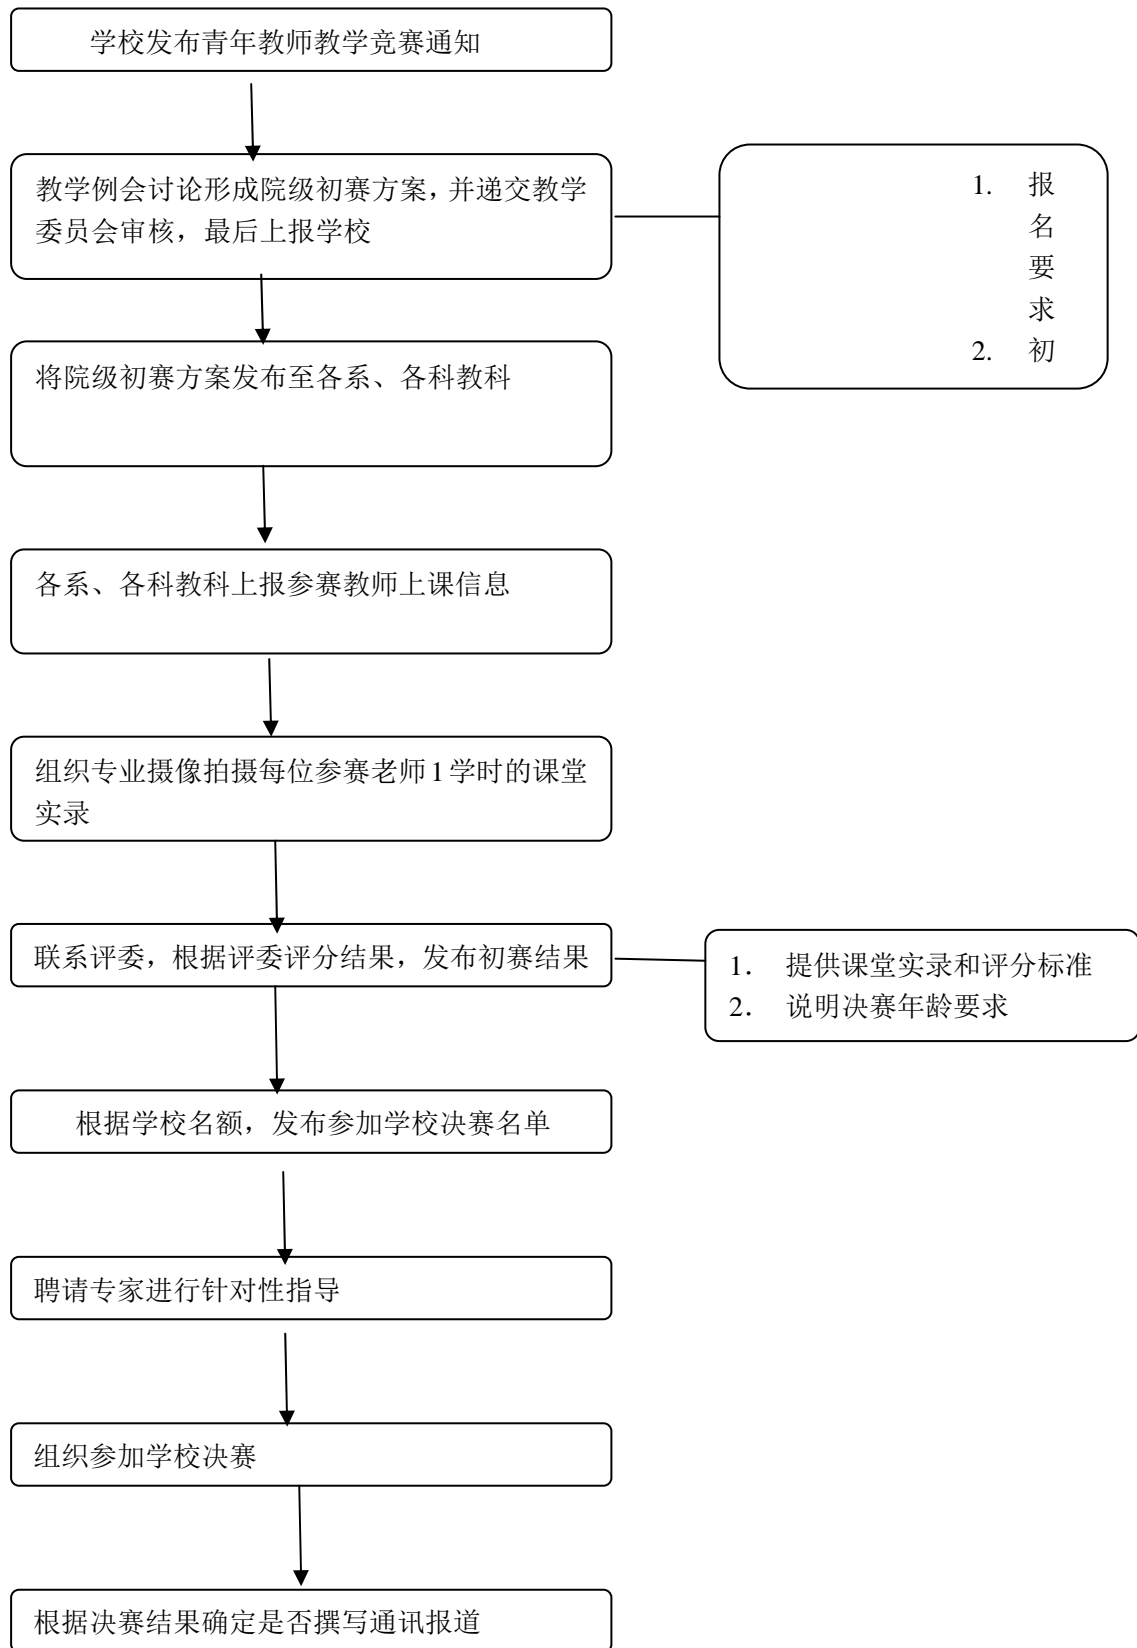 学校发布青年教师教学竞赛通知
教学例会讨论形成院级初赛方案，并递交教学
委员会审核，最后上报学校
1. 报
名
要
求
2. 初
将院级初赛方案发布至各系、各科教科
各系、各科教科上报参赛教师上课信息
组织专业摄像拍摄每位参赛老师1学时的课堂
实录
联系评委，根据评委评分结果，发布初赛结果
1. 提供课堂实录和评分标准
2. 说明决赛年龄要求
根据学校名额，发布参加学校决赛名单
聘请专家进行针对性指导
组织参加学校决赛
根据决赛结果确定是否撰写通讯报道